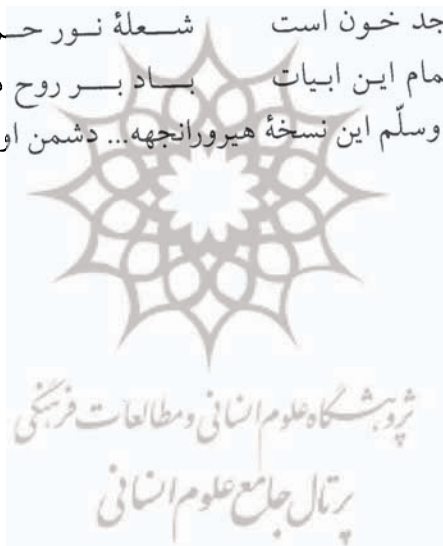 جد خون است شعلهٔ نور حـ
مام این ابیات باد بر روح
وسلّم این نسخهٔ هیرورانجهه... دشمن او
پژوهشگاه علوم انسانی و مطالعات فرهنگی
پرتال جامع علوم انسانی